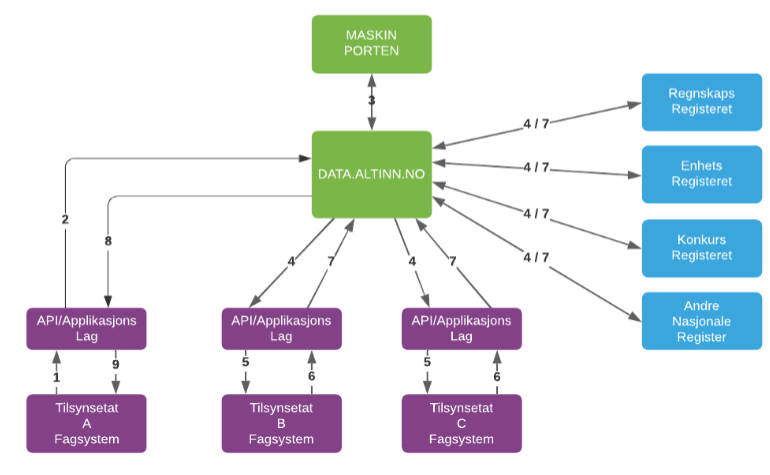 MASKIN
PORTEN
3
Regnskaps
Registeret
4 / 7
DATA.ALTINN.NO
Enhets
Registeret
4 / 7
2
4 / 7
Konkurs
Registeret
8
4
7
4
7
4 / 7
Andre
Nasjonale
Register
API/Applikasjons
Lag
API/Applikasjons
Lag
API/Applikasjons
Lag
1
9
5
6
5
6
Tilsynsetat
A
Fagsystem
Tilsynsetat
B
Fagsystem
Tilsynsetat
C
Fagsystem